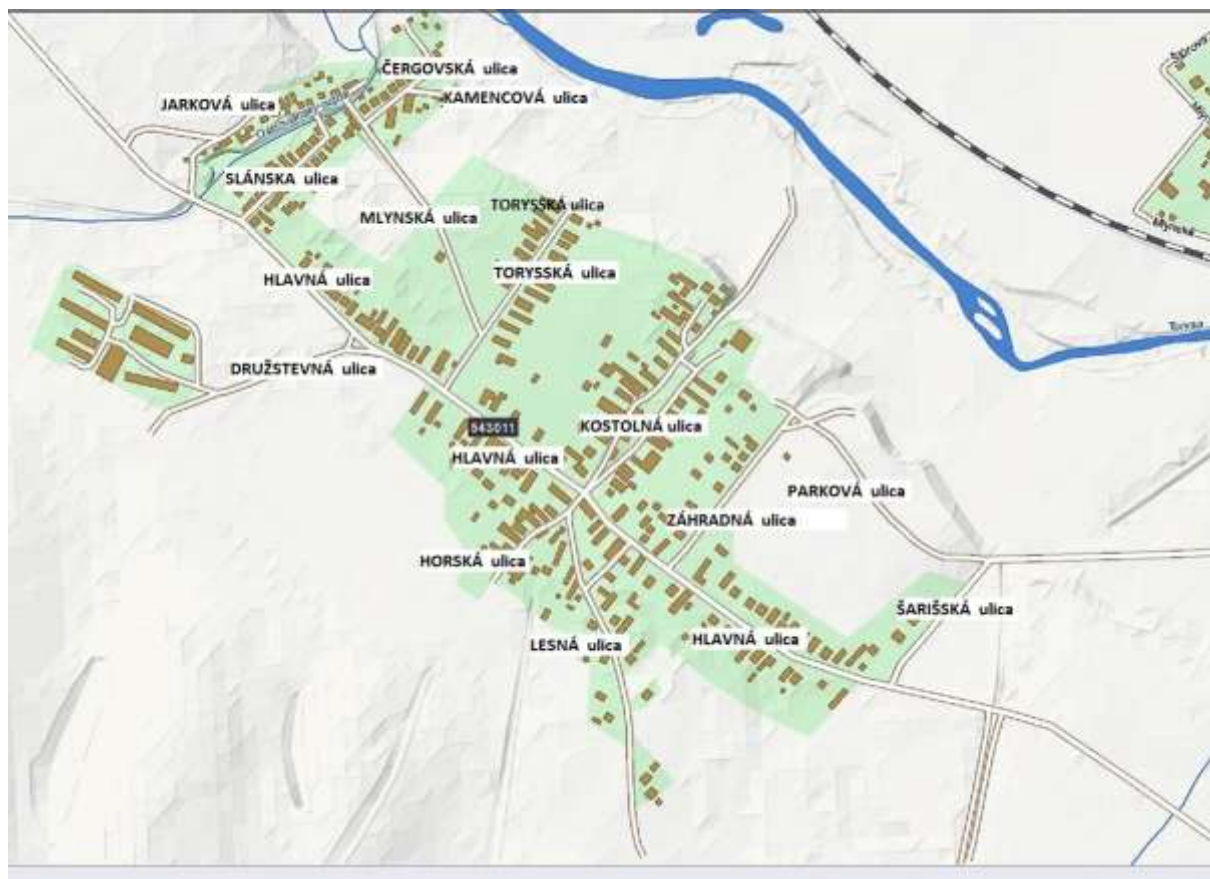 ČERGOVSKÁ ulica
JARKOVÁ ulica
KAMENCOVÁ ulica
SLÁNSKA ulica
MLYNSKÁ ulica
TORYSSKÁ ulica
HLAVNÁ ulica
TORYSSKÁ ulica
Torysa
DRUŽSTEVNÁ ulica
543011
KOSTOLNÁ ulica
HLAVNÁ ulica
PARKOVÁ ulica
ZÁHRADNÁ ulica
HORSKÁ ulica
ŠARIŠSKÁ ulica
HLAVNÁ ulica
LESNÁ ulica